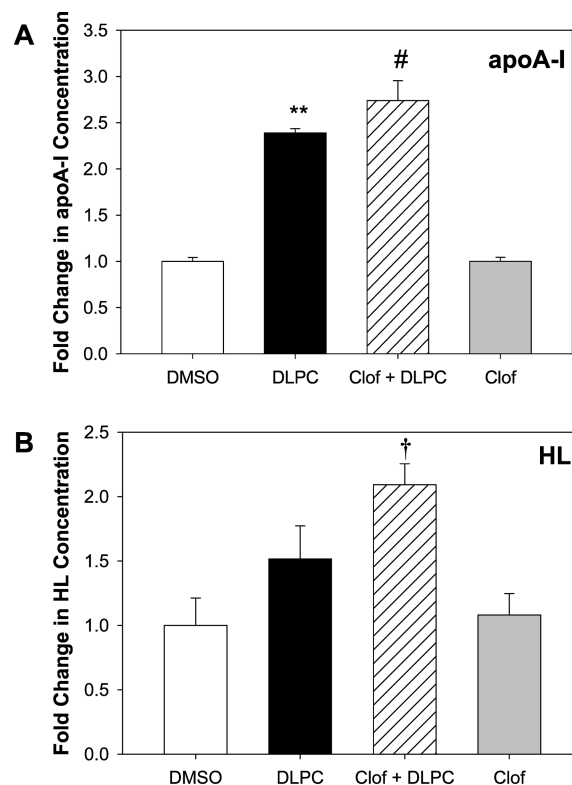 A
Fold Change in apoA-I Concentration
3.5
3.0
2.5
2.0
1.5
1.0
0.5
0.0
apoA-I
**
#
DMSO DLPC Clof + DLPC Clof
B
Fold Change in HL Concentration
2.5
2.0
1.5
1.0
0.5
0.0
HL
†
DMSO DLPC Clof + DLPC Clof